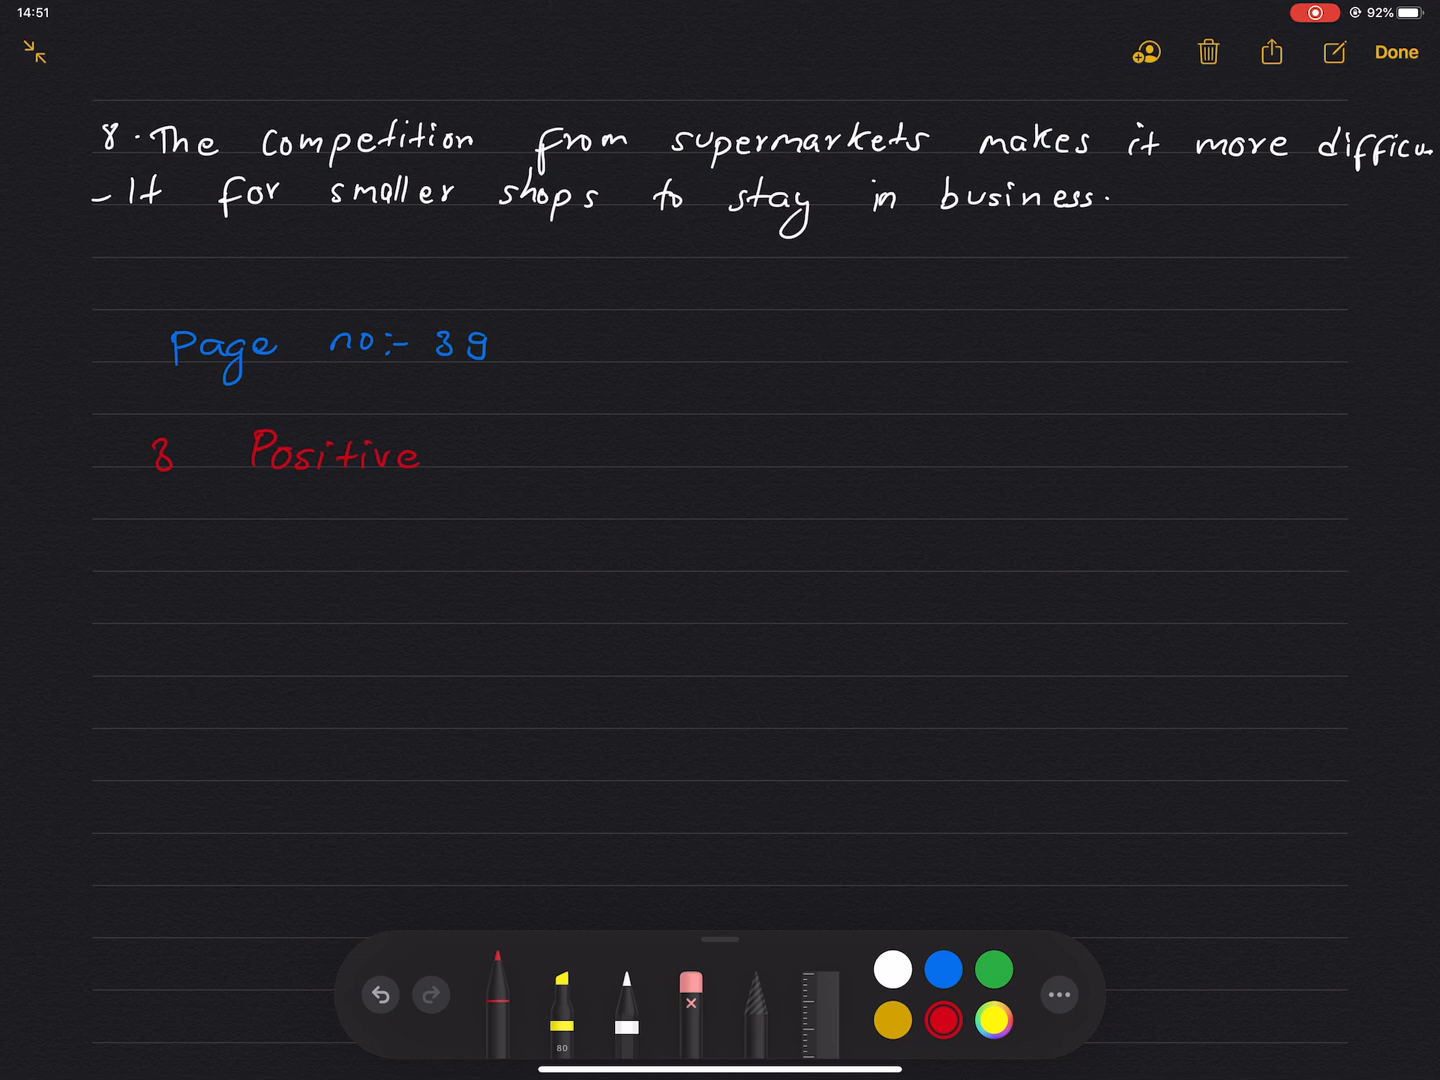 14:51
92%
Done
8. The competition from supermarkets makes it more difficu
-lt for smaller shops to stay in business.
Page no:- 39
3 Positive
80